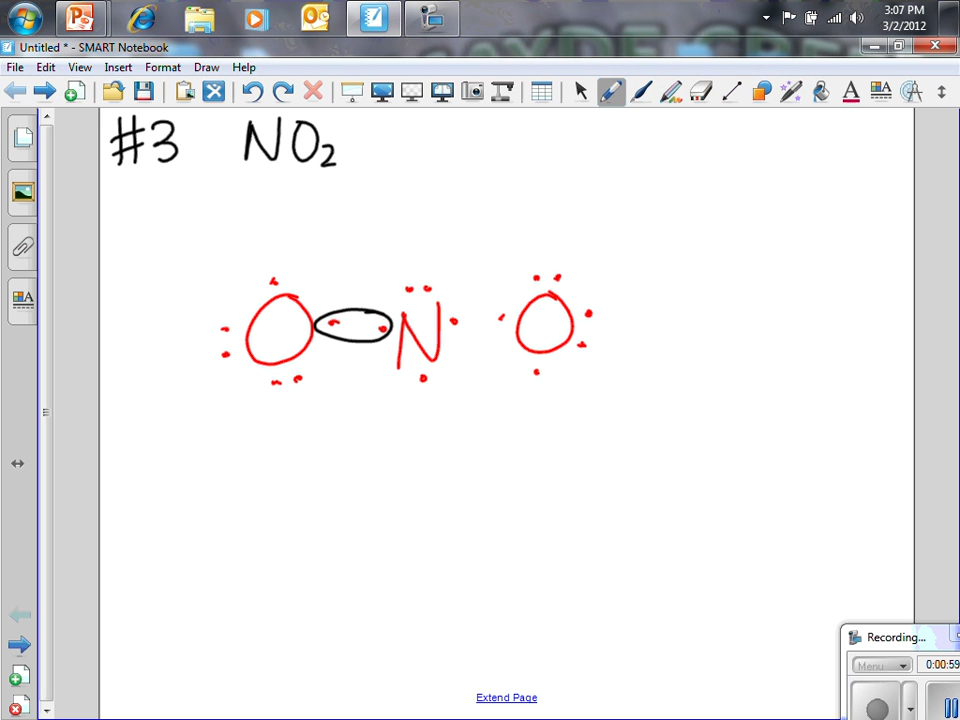 3:07 PM
3/2/2012
Untitled * - SMART Notebook
File Edit View Insert Format Draw Help
#3 NO₂
O N O
Extend Page
Recording...
Menu 0:00:59